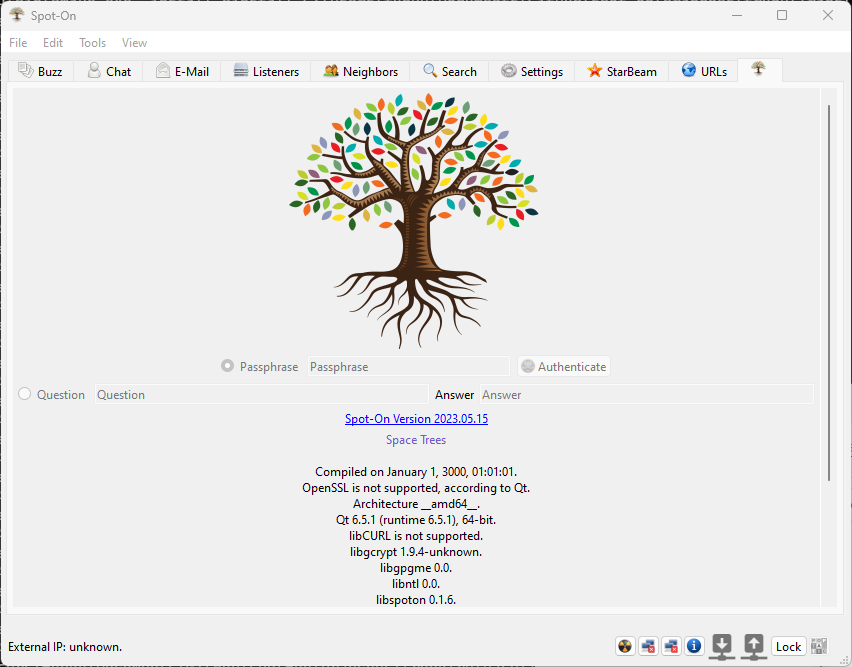 Spot-On
File Edit Tools View
Buzz Chat E-Mail Listeners Neighbors Search Settings StarBeam URLs
Passphrase Passphrase Authenticate
Question Question Answer Answer
Spot-On Version 2023.05.15
Space Trees
Compiled on January 1, 3000, 01:01:01.
OpenSSL is not supported, according to Qt.
Architecture __amd64__.
Qt 6.5.1 (runtime 6.5.1), 64-bit.
libCURL is not supported.
libgcrypt 1.9.4-unknown.
libgpgme 0.0.
libntl 0.0.
libspoton 0.1.6.
External IP: unknown. Lock